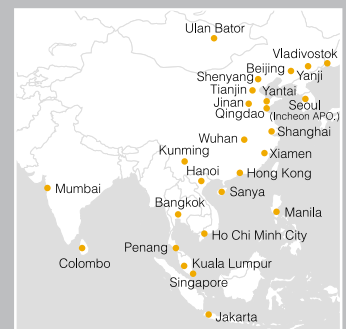 Ulan Bator
Vladivostok
Beijing
Yanji
Shenyang
Tianjin
Yantai
Jinan
Seoul
Qingdao
(Incheon APO;)
Shanghai
Wuhan
Xiamen
Kunming
Hanoi
Hong Kong
Mumbai
Sanya
Bangkok
Manila
Ho Chi Minh City
Penang
Colombo
Kuala Lumpur
Singapore
Jakarta